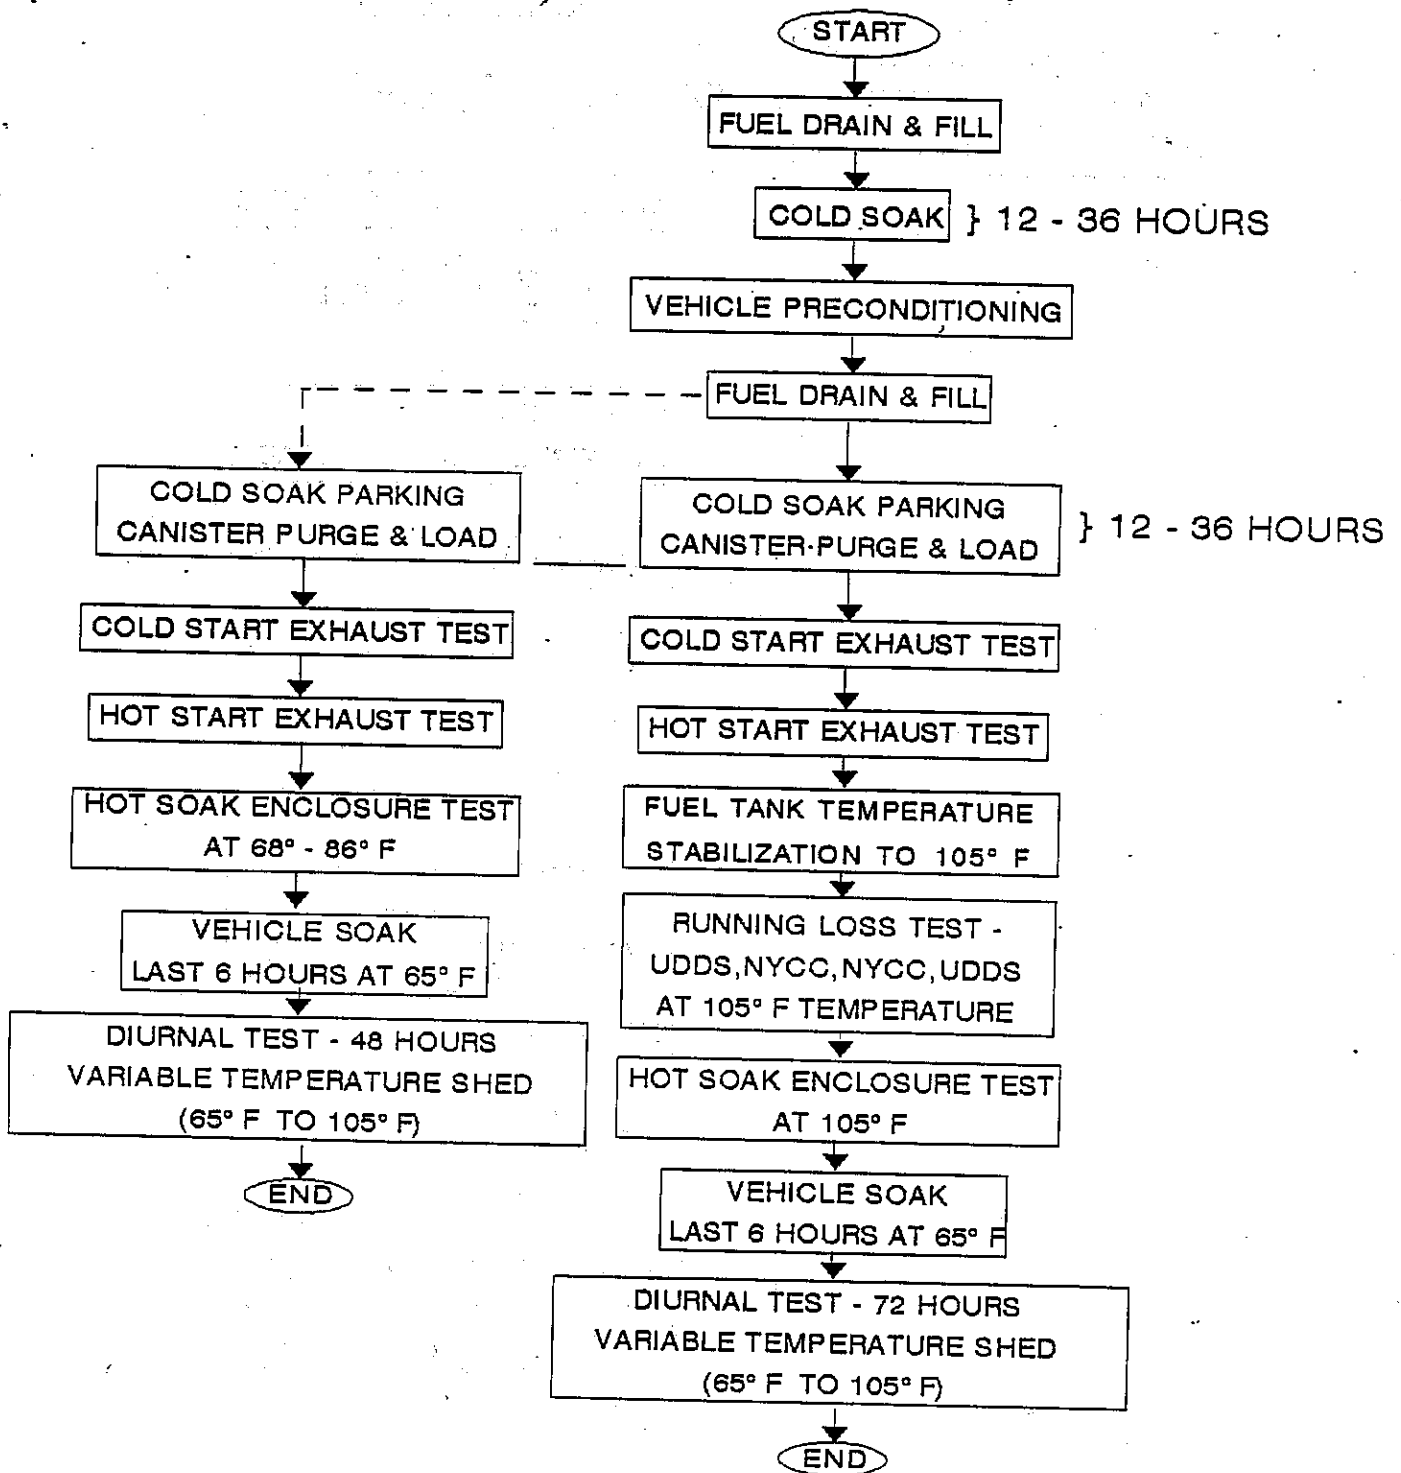 START
FUEL DRAIN & FILL
COLD SOAK
} 12 - 36 HOURS
VEHICLE PRECONDITIONING
FUEL DRAIN & FILL
COLD SOAK PARKING
CANISTER PURGE & LOAD
COLD START EXHAUST TEST
HOT START EXHAUST TEST
HOT SOAK ENCLOSURE TEST
AT 68° - 86° F
VEHICLE SOAK
LAST 6 HOURS AT 65° F
DIURNAL TEST - 48 HOURS
VARIABLE TEMPERATURE SHED
(65° F TO 105° F)
END
COLD SOAK PARKING
CANISTER PURGE & LOAD
} 12 - 36 HOURS
COLD START EXHAUST TEST
HOT START EXHAUST TEST
FUEL TANK TEMPERATURE
STABILIZATION TO 105° F
RUNNING LOSS TEST -
UDDS,NYCC,NYCC,UDDS
AT 105° F TEMPERATURE
HOT SOAK ENCLOSURE TEST
AT 105° F
VEHICLE SOAK
LAST 6 HOURS AT 65° F
DIURNAL TEST - 72 HOURS
VARIABLE TEMPERATURE SHED
(65° F TO 105° F)
END